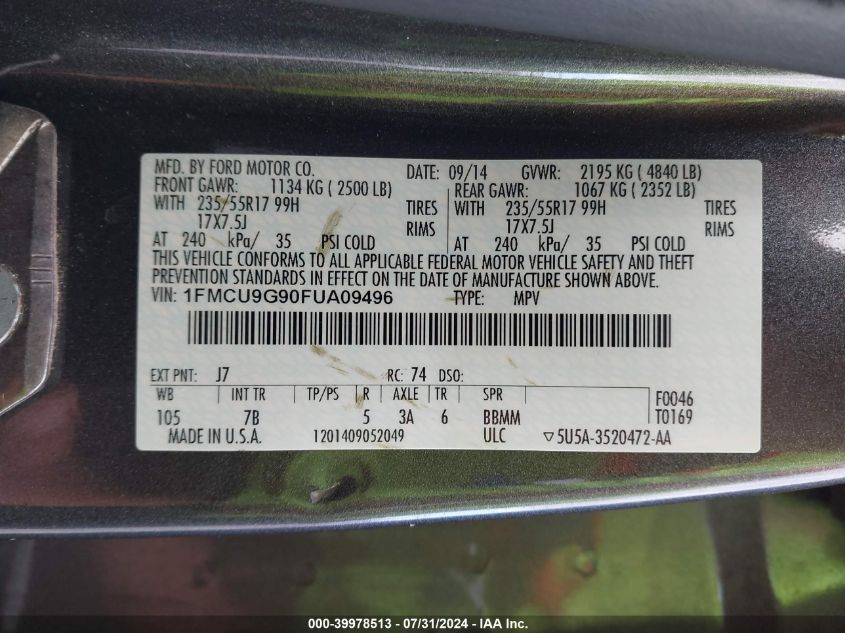 MFD. BY FORD MOTOR CO. DATE: 09/14 GVWR: 2195 KG ( 4840 LB)
FRONT GAWR: 1134 KG ( 2500 LB) REAR GAWR: 1067 KG ( 2352 LB)
WITH 235/55R17 99H TIRES WITH 235/55R17 99H TIRES
17X7.5J RIMS 17X7.5J RIMS
AT 240 kPa/ 35 PSI COLD AT 240 kPa/ 35 PSI COLD
THIS VEHICLE CONFORMS TO ALL APPLICABLE FEDERAL MOTOR VEHICLE SAFETY AND THEFT
PREVENTION STANDARDS IN EFFECT ON THE DATE OF MANUFACTURE SHOWN ABOVE.
VIN: 1FMCU9G90FUA09496 TYPE: MPV
EXT PNT: J7 RC: 74 DSO:
WB INT TR TP/PS R AXLE TR SPR F0046
105 7B 5 3A 6 BBMM T0169
MADE IN U.S.A. 1201409052049 ULC ▽5U5A-3520472-AA
000-39978513 - 07/31/2024 - IAA Inc.